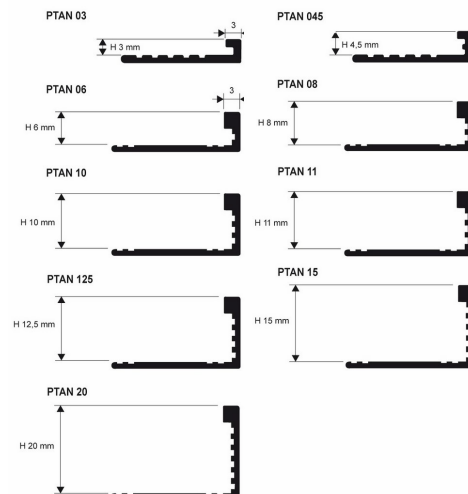 PTAN 03
3
H 3 mm
PTAN 045
H 4,5 mm
PTAN 06
3
H 6 mm
PTAN 08
H 8 mm
PTAN 10
H 10 mm
PTAN 11
H 11 mm
PTAN 125
H 12,5 mm
PTAN 15
H 15 mm
PTAN 20
H 20 mm